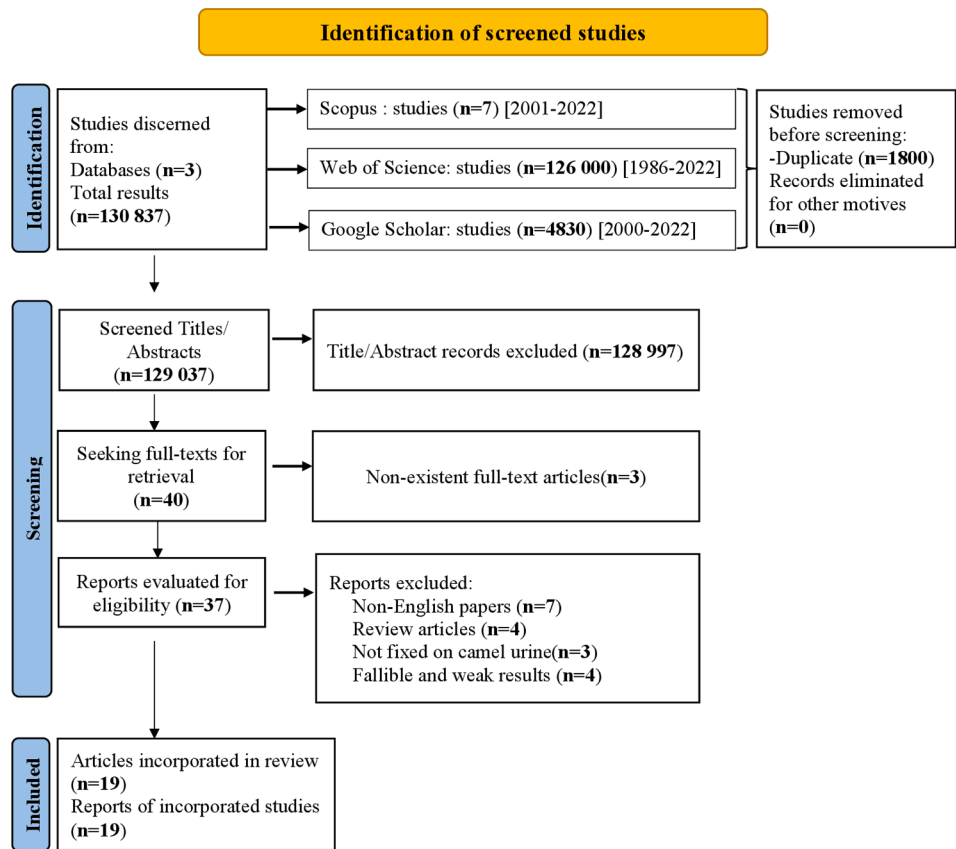 Identification of screened studies
Identification
Studies discerned
from:
Databases (n=3)
Total results
(n=130 837)
Scopus : studies (n=7) [2001-2022]
Web of Science: studies (n=126 000) [1986-2022]
Google Scholar: studies (n=4830) [2000-2022]
Studies removed
before screening:
-Duplicate (n=1800)
Records eliminated
for other motives
(n=0)
Screening
Screened Titles/
Abstracts
(n=129 037)
Title/Abstract records excluded (n=128 997)
Seeking full-texts for
retrieval
(n=40)
Non-existent full-text articles(n=3)
Reports evaluated for
eligibility (n=37)
Reports excluded:
Non-English papers (n=7)
Review articles (n=4)
Not fixed on camel urine(n=3)
Fallible and weak results (n=4)
Included
Articles incorporated in review
(n=19)
Reports of incorporated studies
(n=19)